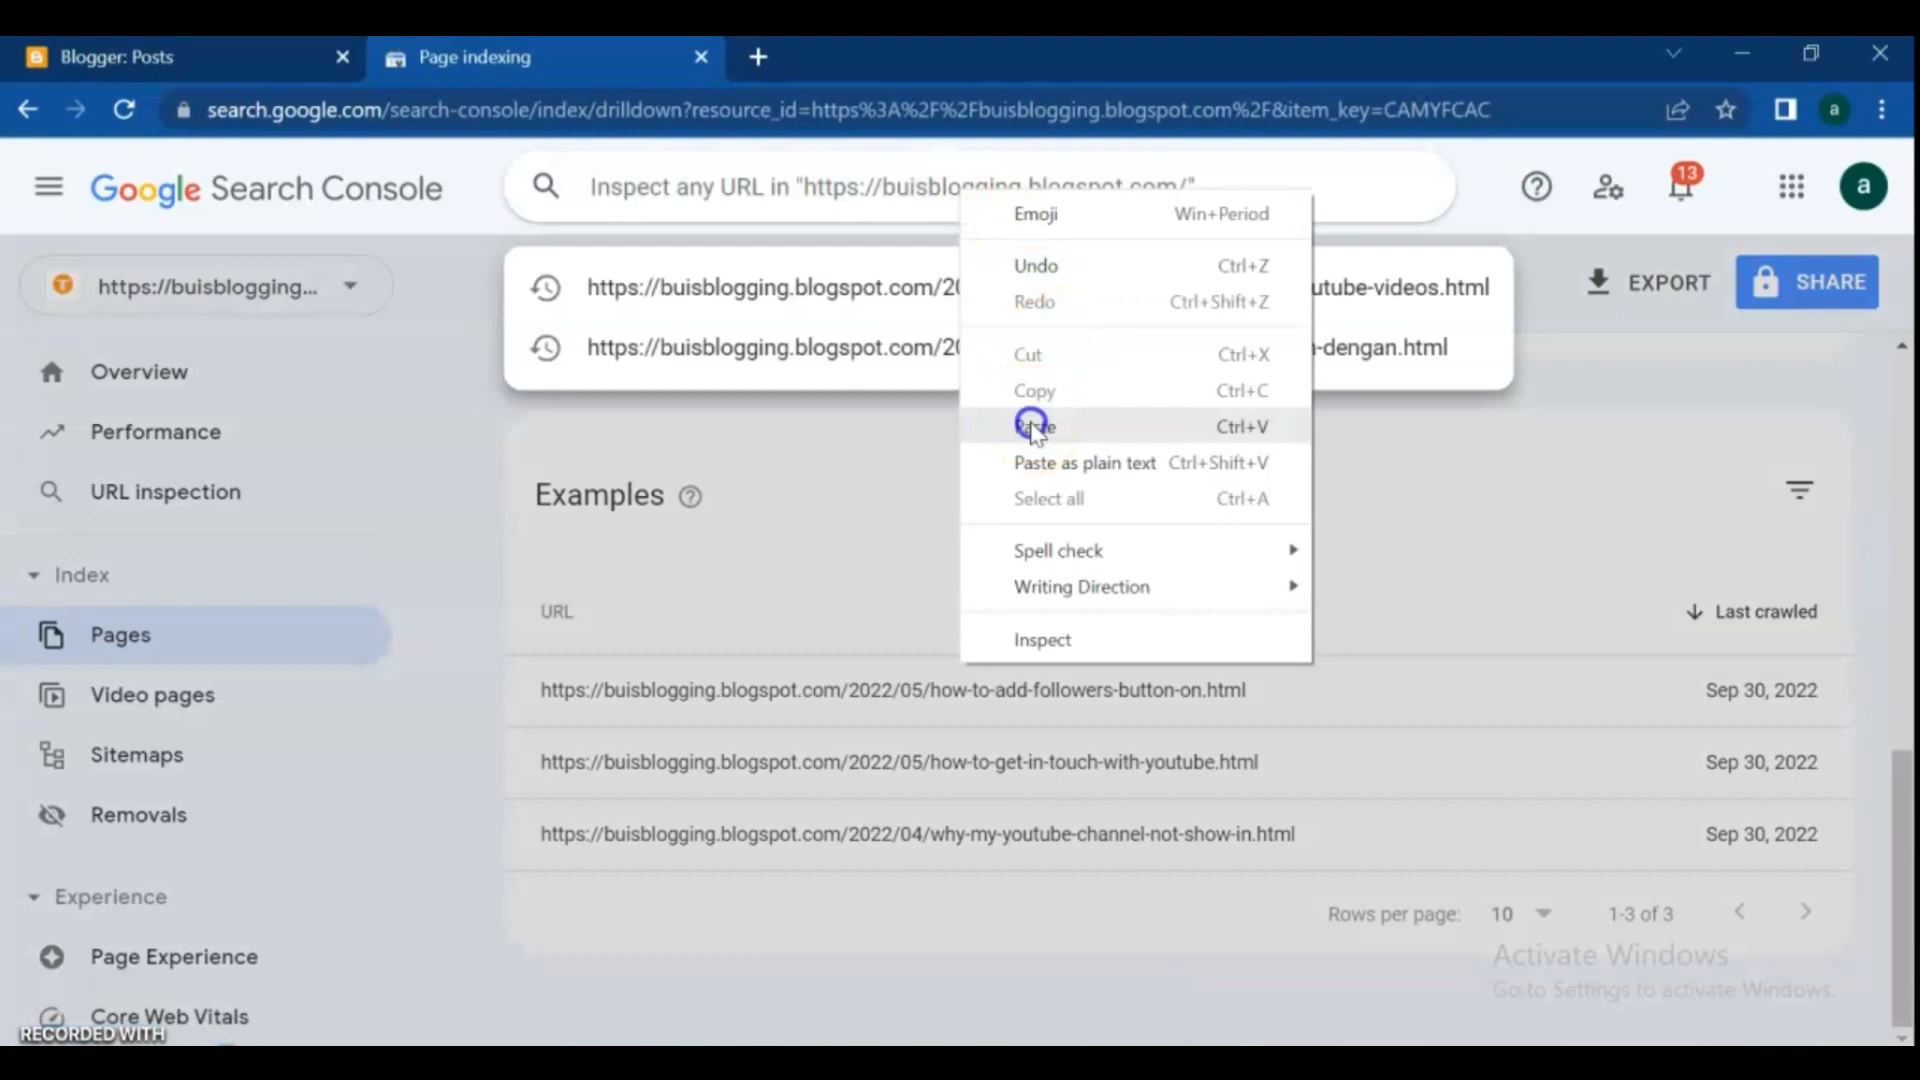 Blogger: Posts
Page indexing
search.google.com/search-console/index/drilldown?resource_id=https%3A%2F%2Fbuisblogging.blogspot.com%2F&item_key=CAMYFCAC
a
Google Search Console
Inspect any URL in "https://buisblogging.blogspot.com/"
13
a
https://buisblogging...
https://buisblogging.blogspot.com/20
utube-videos.html
https://buisblogging.blogspot.com/20
-dengan.html
EXPORT
SHARE
Emoji Win+Period
Undo Ctrl+Z
Redo Ctrl+Shift+Z
Cut Ctrl+X
Copy Ctrl+C
Paste Ctrl+V
Paste as plain text Ctrl+Shift+V
Select all Ctrl+A
Spell check
Writing Direction
Inspect
Overview
Performance
URL inspection
Index
Pages
Video pages
Sitemaps
Removals
Experience
Page Experience
Core Web Vitals
Examples
URL Last crawled
https://buisblogging.blogspot.com/2022/05/how-to-add-followers-button-on.html Sep 30, 2022
https://buisblogging.blogspot.com/2022/05/how-to-get-in-touch-with-youtube.html Sep 30, 2022
https://buisblogging.blogspot.com/2022/04/why-my-youtube-channel-not-show-in.html Sep 30, 2022
Rows per page: 10 1-3 of 3
Activate Windows
Go to Settings to activate Windows.
RECORDED WITH